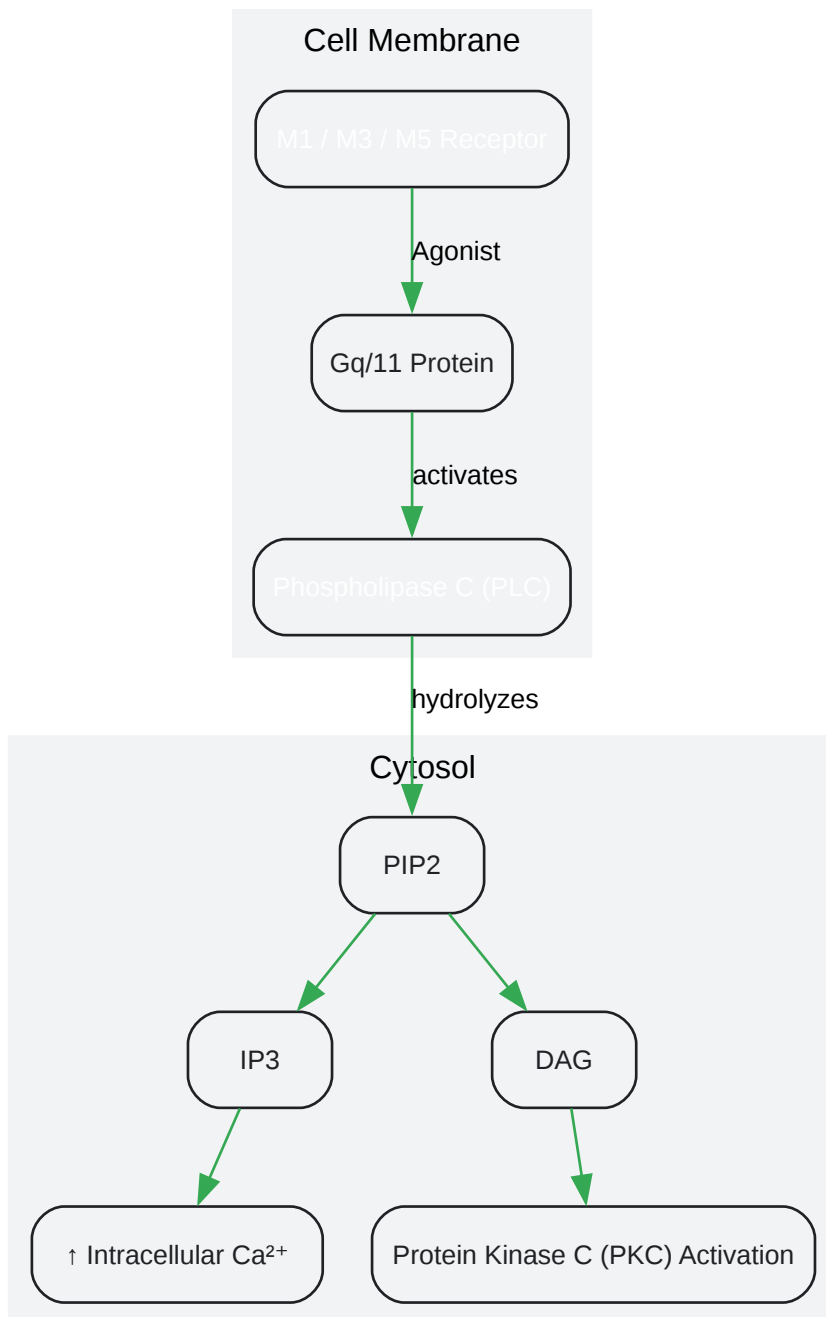 Cell Membrane
M1 / M3 / M5 Receptor
Agonist
Gq/11 Protein
activates
Phospholipase C (PLC)
hydrolyzes
Cytosol
PIP2
IP3
DAG
↑ Intracellular Ca²⁺
Protein Kinase C (PKC) Activation